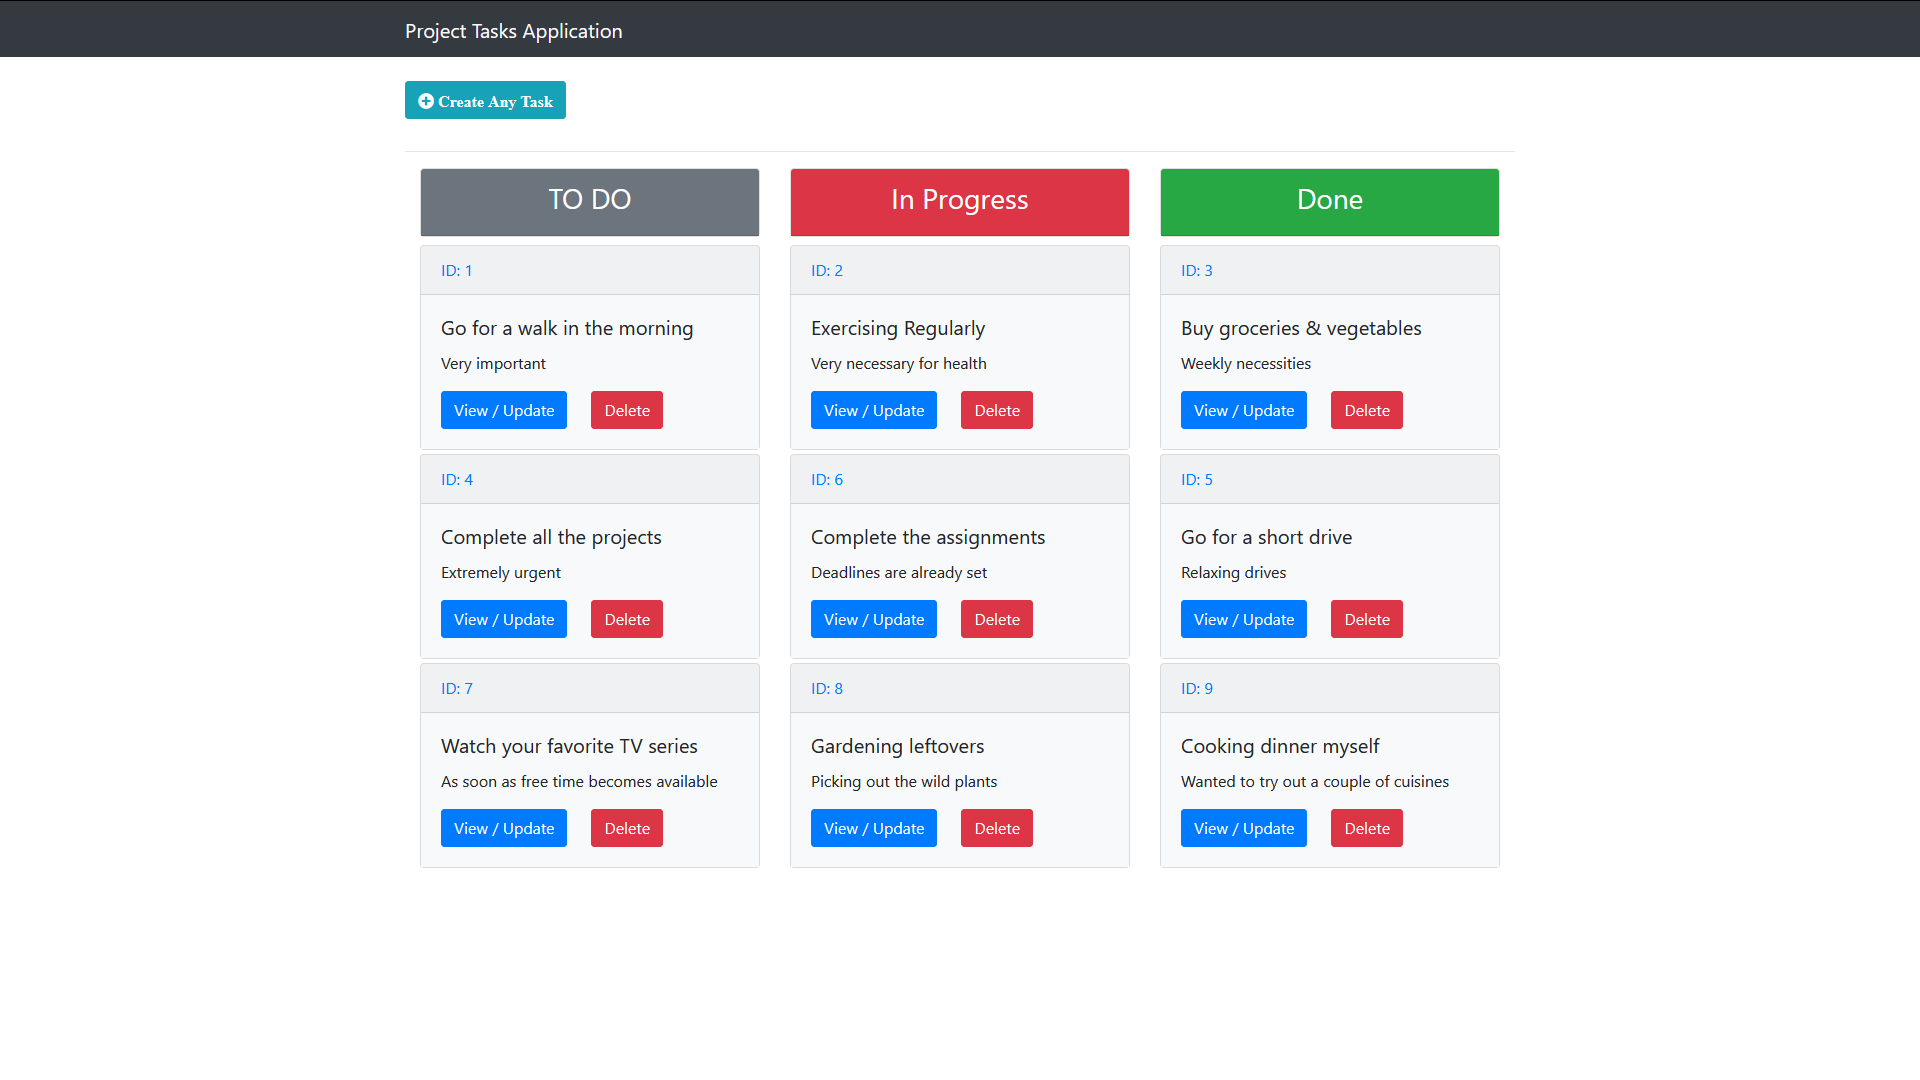 Project Tasks Application
Create Any Task
TO DO
ID: 1
Go for a walk in the morning
Very important
View / Update Delete
ID: 4
Complete all the projects
Extremely urgent
View / Update Delete
ID: 7
Watch your favorite TV series
As soon as free time becomes available
View / Update Delete
In Progress
ID: 2
Exercising Regularly
Very necessary for health
View / Update Delete
ID: 6
Complete the assignments
Deadlines are already set
View / Update Delete
ID: 8
Gardening leftovers
Picking out the wild plants
View / Update Delete
Done
ID: 3
Buy groceries & vegetables
Weekly necessities
View / Update Delete
ID: 5
Go for a short drive
Relaxing drives
View / Update Delete
ID: 9
Cooking dinner myself
Wanted to try out a couple of cuisines
View / Update Delete